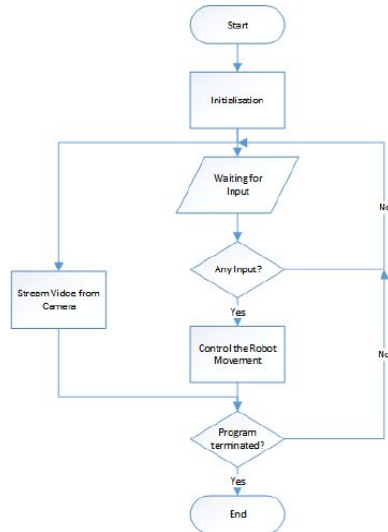 Start
Initialisation
Waiting for
Input
No
Any Input?
Stream Video from
Camera
Yes
Control the Robot
Movement
No
Program
terminated?
Yes
End